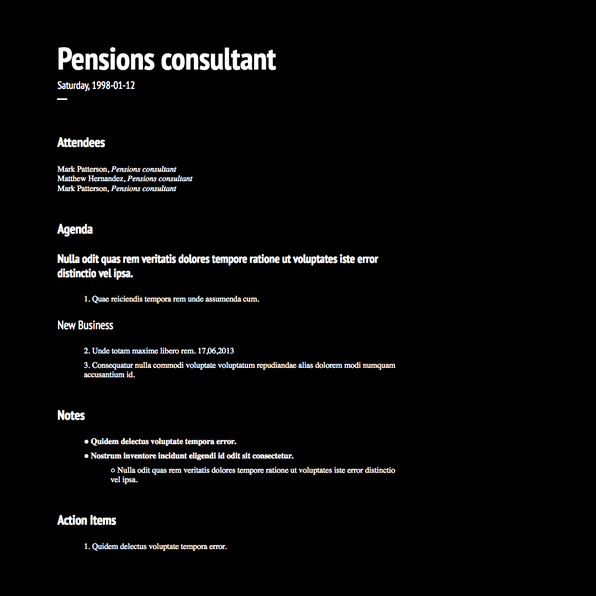 Pensions consultant
Saturday, 1998-01-12
Attendees
Mark Patterson, Pensions consultant
Matthew Hernandez, Pensions consultant
Mark Patterson, Pensions consultant
Agenda
Nulla odit quas rem veritatis dolores tempore ratione ut voluptates iste error
distinctio vel ipsa.
1. Quae reiciendis tempora rem unde assumenda cum.
New Business
2. Unde totam maxime libero rem. 17,06,2013
3. Consequatur nulla commodi voluptate voluptatum repudiandae alias dolorem modi numquam
accusantium id.
Notes
● Quidem delectus voluptate tempora error.
● Nostrum inventore incidunt eligendi id odit sit consectetur.
○ Nulla odit quas rem veritatis dolores tempore ratione ut voluptates iste error distinctio
vel ipsa.
Action Items
1. Quidem delectus voluptate tempora error.